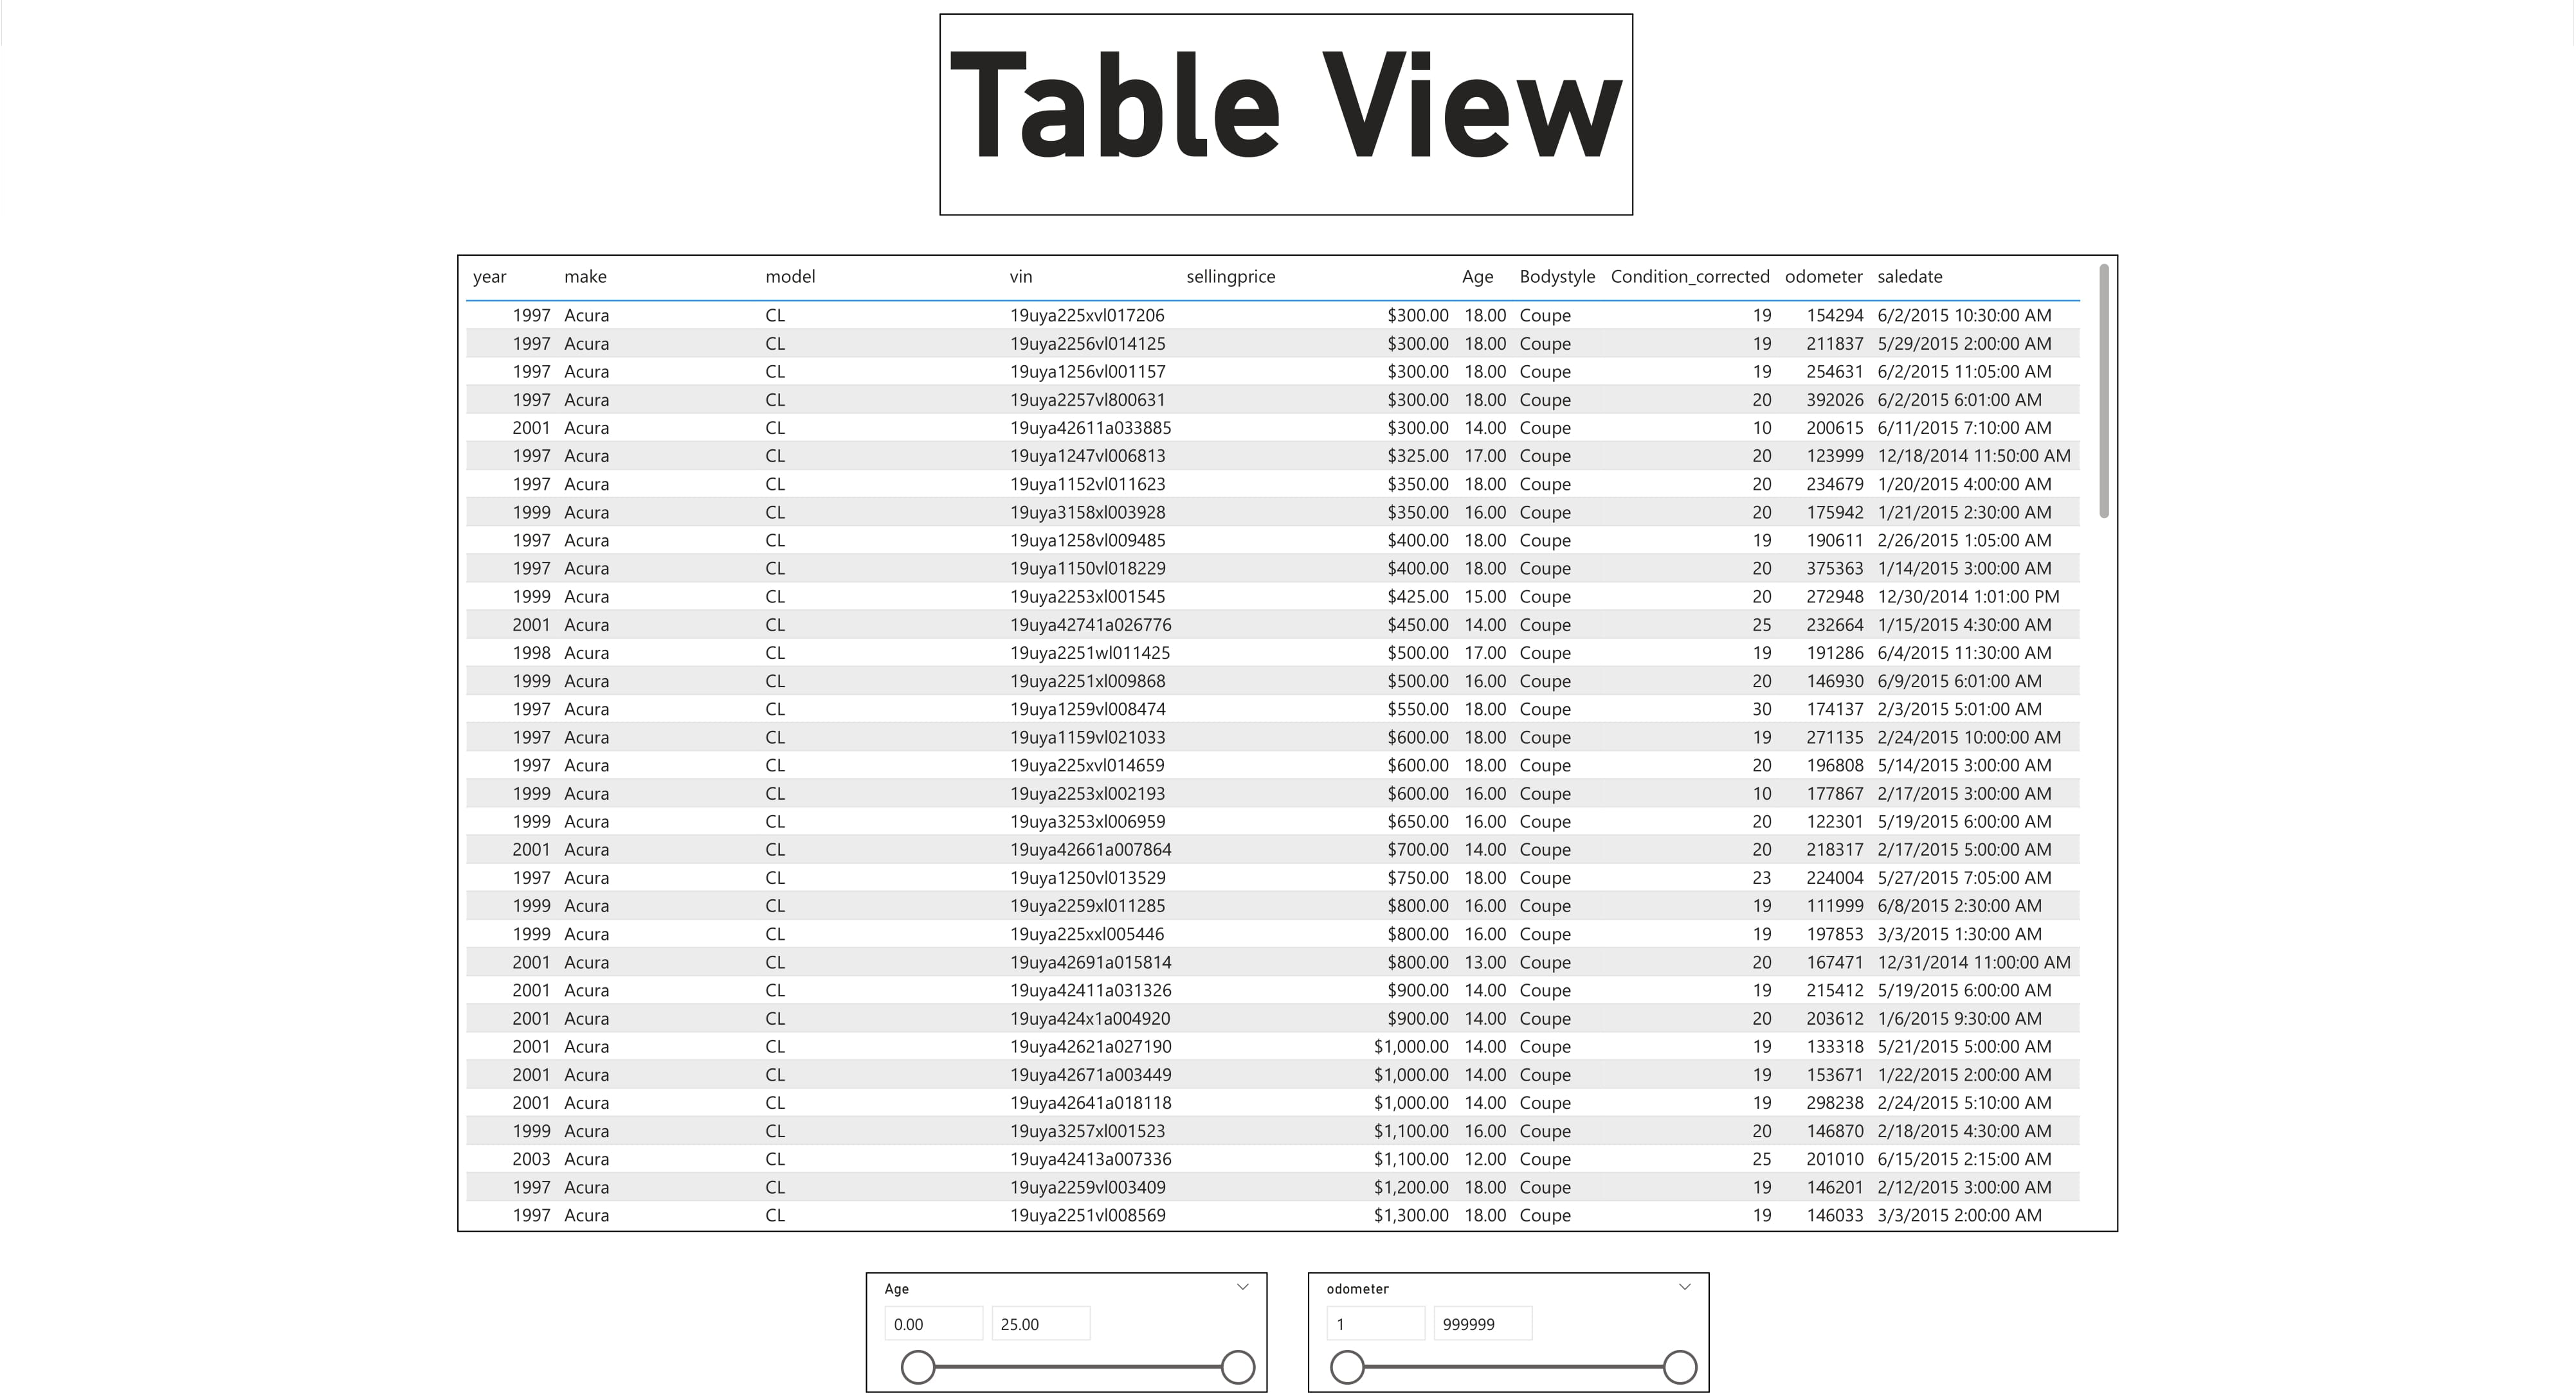 Table View
year make model vin sellingprice Age Bodystyle Condition_corrected odometer saledate
1997 Acura CL 19uya225xvl017206 $300.00 18.00 Coupe 19 154294 6/2/2015 10:30:00 AM
1997 Acura CL 19uya2256vl014125 $300.00 18.00 Coupe 19 211837 5/29/2015 2:00:00 AM
1997 Acura CL 19uya1256vl001157 $300.00 18.00 Coupe 19 254631 6/2/2015 11:05:00 AM
1997 Acura CL 19uya2257vl800631 $300.00 18.00 Coupe 20 392026 6/2/2015 6:01:00 AM
2001 Acura CL 19uya42611a033885 $300.00 14.00 Coupe 10 200615 6/11/2015 7:10:00 AM
1997 Acura CL 19uya1247vl006813 $325.00 17.00 Coupe 20 123999 12/18/2014 11:50:00 AM
1997 Acura CL 19uya1152vl011623 $350.00 18.00 Coupe 20 234679 1/20/2015 4:00:00 AM
1999 Acura CL 19uya3158xl003928 $350.00 16.00 Coupe 20 175942 1/21/2015 2:30:00 AM
1997 Acura CL 19uya1258vl009485 $400.00 18.00 Coupe 19 190611 2/26/2015 1:05:00 AM
1997 Acura CL 19uya1150vl018229 $400.00 18.00 Coupe 20 375363 1/14/2015 3:00:00 AM
1999 Acura CL 19uya2253xl001545 $425.00 15.00 Coupe 20 272948 12/30/2014 1:01:00 PM
2001 Acura CL 19uya42741a026776 $450.00 14.00 Coupe 25 232664 1/15/2015 4:30:00 AM
1998 Acura CL 19uya2251wl011425 $500.00 17.00 Coupe 19 191286 6/4/2015 11:30:00 AM
1999 Acura CL 19uya2251xl009868 $500.00 16.00 Coupe 20 146930 6/9/2015 6:01:00 AM
1997 Acura CL 19uya1259vl008474 $550.00 18.00 Coupe 30 174137 2/3/2015 5:01:00 AM
1997 Acura CL 19uya1159vl021033 $600.00 18.00 Coupe 19 271135 2/24/2015 10:00:00 AM
1997 Acura CL 19uya225xvl014659 $600.00 18.00 Coupe 20 196808 5/14/2015 3:00:00 AM
1999 Acura CL 19uya2253xl002193 $600.00 16.00 Coupe 10 177867 2/17/2015 3:00:00 AM
1999 Acura CL 19uya3253xl006959 $650.00 16.00 Coupe 20 122301 5/19/2015 6:00:00 AM
2001 Acura CL 19uya42661a007864 $700.00 14.00 Coupe 20 218317 2/17/2015 5:00:00 AM
1997 Acura CL 19uya1250vl013529 $750.00 18.00 Coupe 23 224004 5/27/2015 7:05:00 AM
1999 Acura CL 19uya2259xl011285 $800.00 16.00 Coupe 19 111999 6/8/2015 2:30:00 AM
1999 Acura CL 19uya225xxl005446 $800.00 16.00 Coupe 19 197853 3/3/2015 1:30:00 AM
2001 Acura CL 19uya42691a015814 $800.00 13.00 Coupe 20 167471 12/31/2014 11:00:00 AM
2001 Acura CL 19uya42411a031326 $900.00 14.00 Coupe 19 215412 5/19/2015 6:00:00 AM
2001 Acura CL 19uya424x1a004920 $900.00 14.00 Coupe 20 203612 1/6/2015 9:30:00 AM
2001 Acura CL 19uya42621a027190 $1,000.00 14.00 Coupe 19 133318 5/21/2015 5:00:00 AM
2001 Acura CL 19uya42671a003449 $1,000.00 14.00 Coupe 19 153671 1/22/2015 2:00:00 AM
2001 Acura CL 19uya42641a018118 $1,000.00 14.00 Coupe 19 298238 2/24/2015 5:10:00 AM
1999 Acura CL 19uya3257xl001523 $1,100.00 16.00 Coupe 20 146870 2/18/2015 4:30:00 AM
2003 Acura CL 19uya42413a007336 $1,100.00 12.00 Coupe 25 201010 6/15/2015 2:15:00 AM
1997 Acura CL 19uya2259vl003409 $1,200.00 18.00 Coupe 19 146201 2/12/2015 3:00:00 AM
1997 Acura CL 19uya2251vl008569 $1,300.00 18.00 Coupe 19 146033 3/3/2015 2:00:00 AM
Age
0.00 25.00
odometer
1 999999